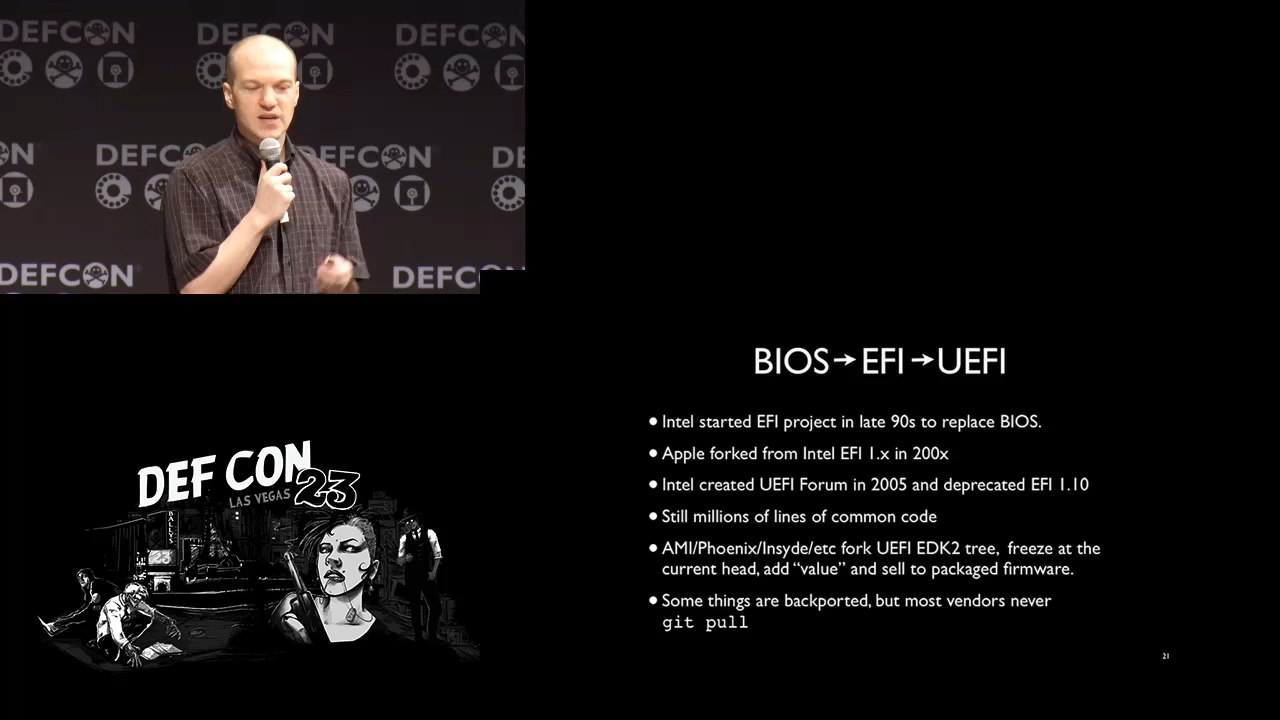 DEFCON DEFCON DEFCON
DEFCON DEFCON DE
DEFCON DEFC
BIOS→EFI→UEFI
• Intel started EFI project in late 90s to replace BIOS.
• Apple forked from Intel EFI 1.x in 200x
• Intel created UEFI Forum in 2005 and deprecated EFI 1.10
• Still millions of lines of common code
• AMI/Phoenix/Insyde/etc fork UEFI EDK2 tree, freeze at the
current head, add “value” and sell to packaged firmware.
• Some things are backported, but most vendors never
git pull
21
DEF CON
LAS VEGAS 23
BALLYS
23